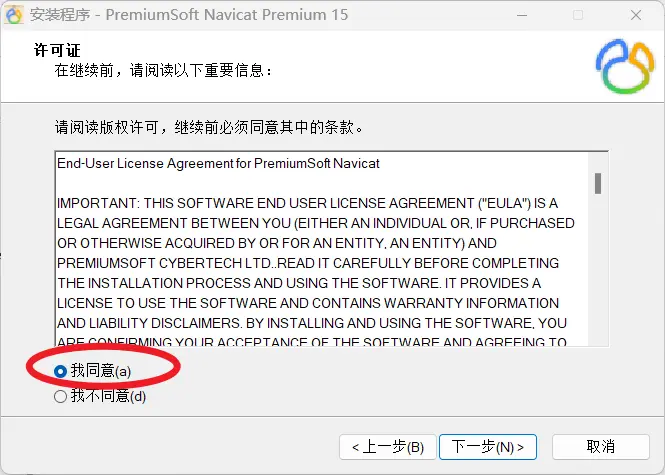 安装程序 - PremiumSoft Navicat Premium 15
许可证
在继续前，请阅读以下重要信息：
请阅读版权许可，继续前必须同意其中的条款。
End-User License Agreement for PremiumSoft Navicat
IMPORTANT: THIS SOFTWARE END USER LICENSE AGREEMENT ("EULA") IS A
LEGAL AGREEMENT BETWEEN YOU (EITHER AN INDIVIDUAL OR, IF PURCHASED
OR OTHERWISE ACQUIRED BY OR FOR AN ENTITY, AN ENTITY) AND
PREMIUMSOFT CYBERTECH LTD..READ IT CAREFULLY BEFORE COMPLETING
THE INSTALLATION PROCESS AND USING THE SOFTWARE. IT PROVIDES A
LICENSE TO USE THE SOFTWARE AND CONTAINS WARRANTY INFORMATION
AND LIABILITY DISCLAIMERS. BY INSTALLING AND USING THE SOFTWARE, YOU
ARE CONFIRMING YOUR ACCEPTANCE OF THE SOFTWARE AND AGREEING TO
我同意(a)
我不同意(d)
< 上一步(B) 下一步(N) > 取消